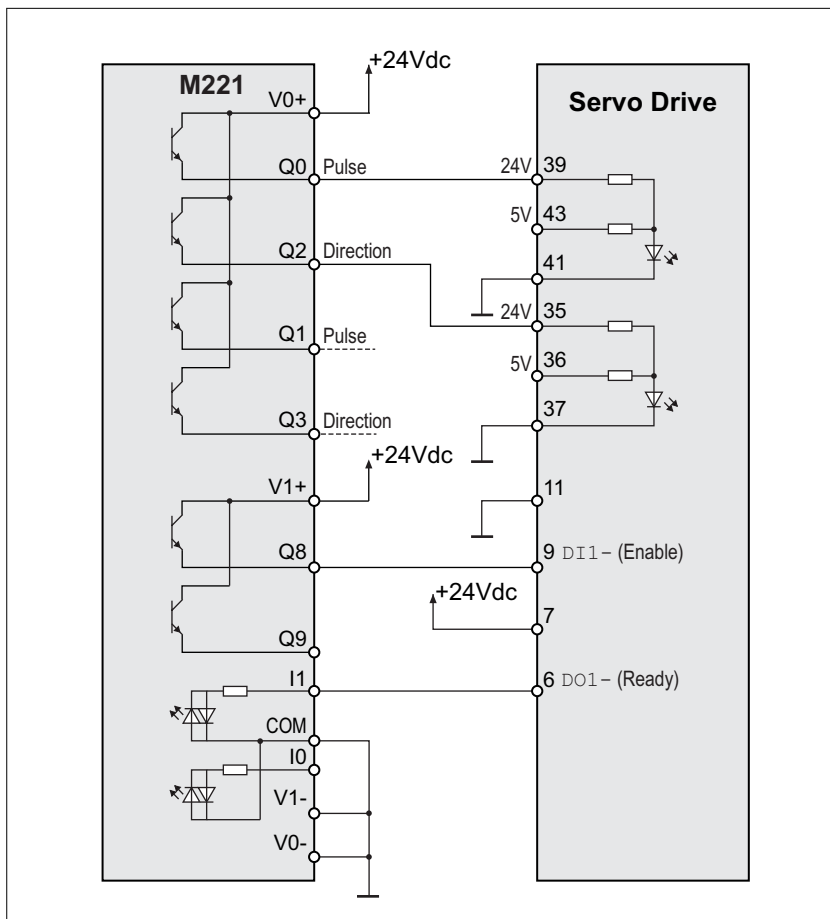 M221
+24Vdc
V0+
Q0 Pulse
Q2 Direction
Q1 Pulse
Q3 Direction
+24Vdc
V1+
Q8
Q9
I1
COM
I0
V1-
V0-
Servo Drive
24V 39
5V 43
41
24V 35
5V 36
37
11
9 DI1- (Enable)
+24Vdc
7
6 DO1- (Ready)